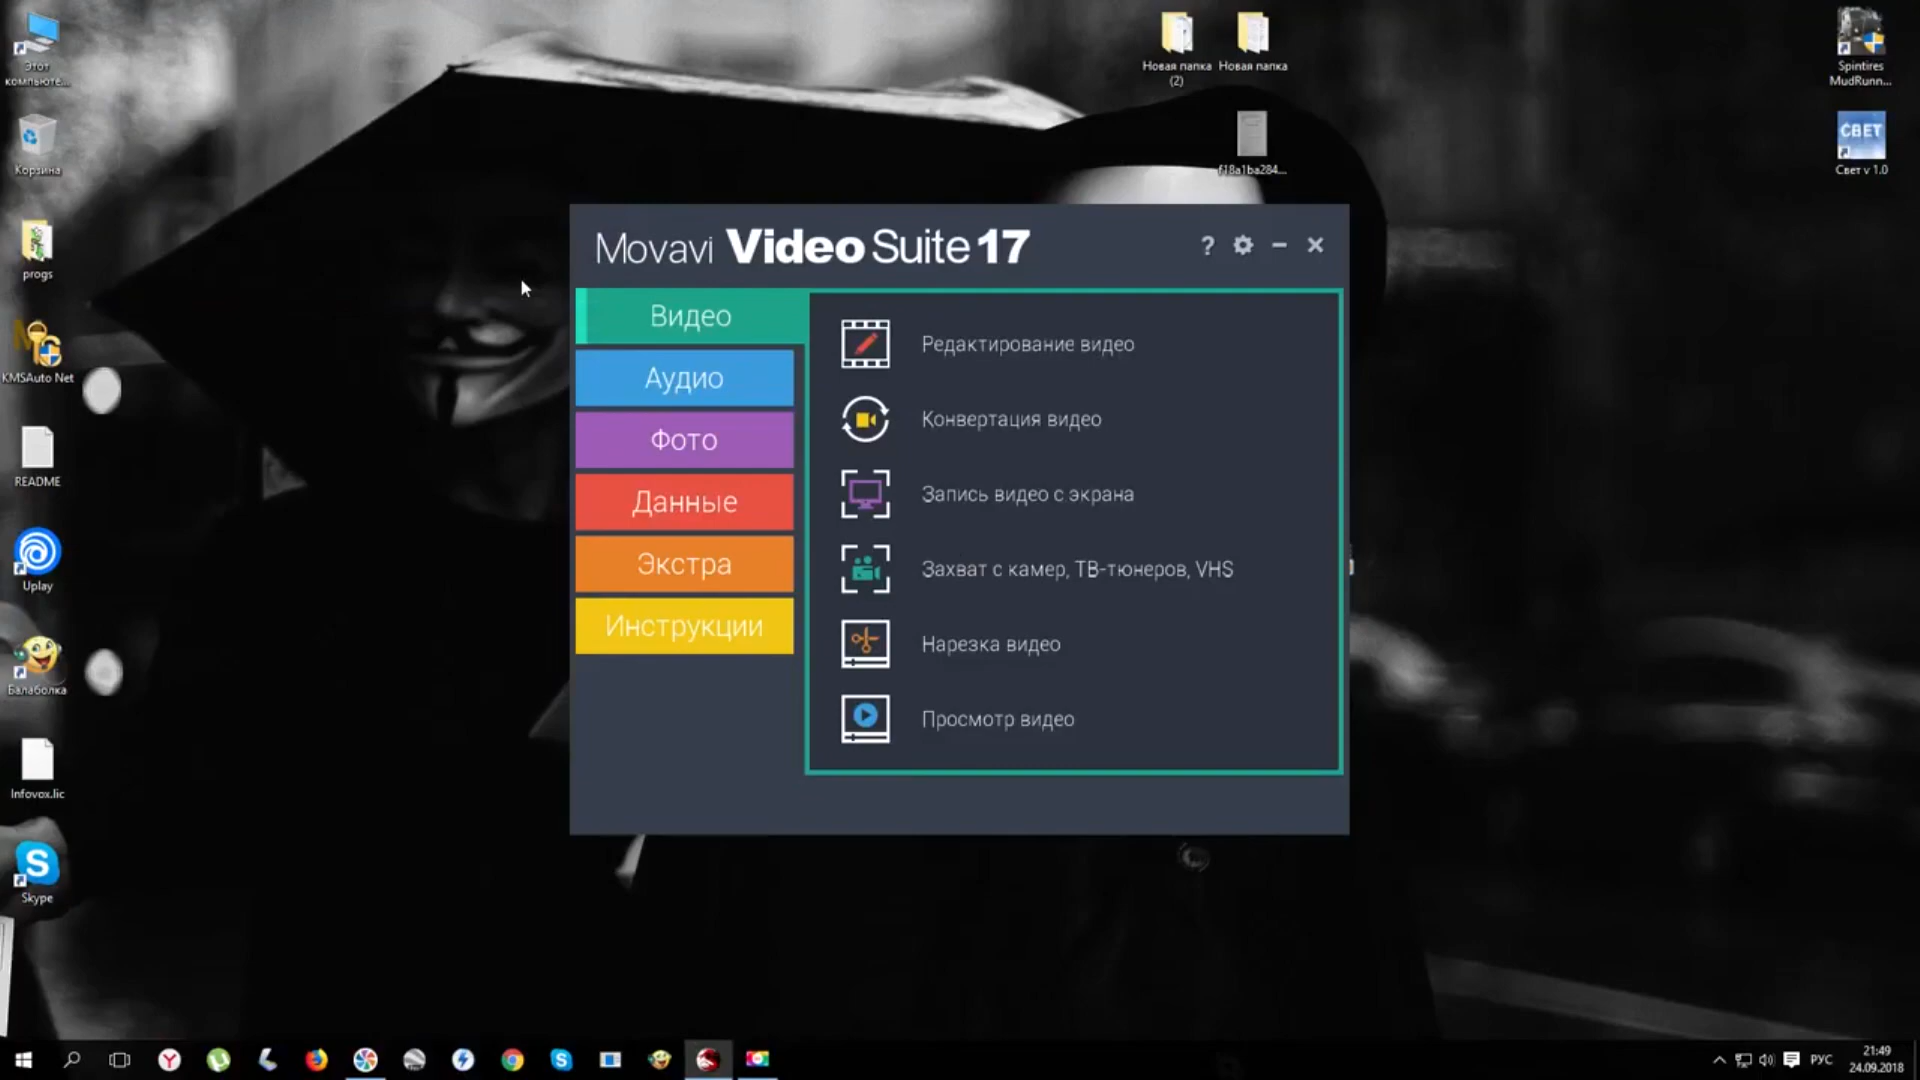 Этот
компьюте...
Корзина
progs
KMSAuto Net
README
Uplay
Балаболка
Infovox.lic
Skype
Новая папка
(2)
Новая папка
f18a1ba284...
Spintires
MudRunn...
СВЕТ
Свет v 1.0
Movavi Video Suite 17
?
Видео
Аудио
Фото
Данные
Экстра
Инструкции
Редактирование видео
Конвертация видео
Запись видео с экрана
Захват с камер, ТВ-тюнеров, VHS
Нарезка видео
Просмотр видео
РУС
21:49
24.09.2018